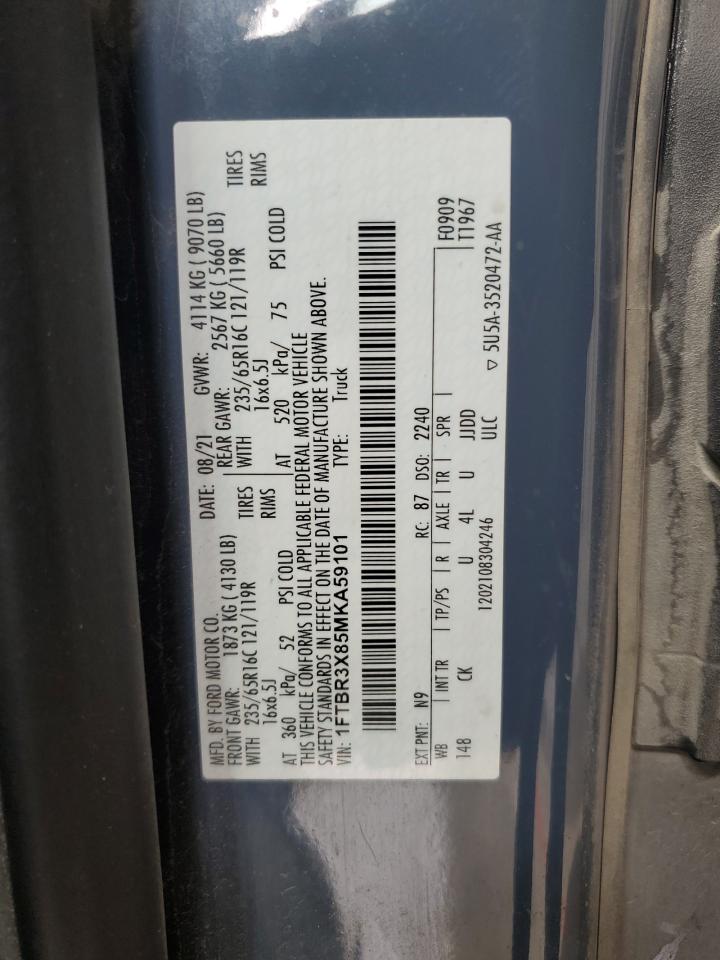 MFD. BY FORD MOTOR CO.
DATE: 08/21 GVWR: 4114 KG ( 9070 LB)
FRONT GAWR: 1873 KG ( 4130 LB) REAR GAWR: 2567 KG ( 5660 LB)
WITH 235/65R16C 121/119R TIRES WITH 235/65R16C 121/119R TIRES
16x6.5J RIMS 16x6.5J RIMS
AT 360 kPa/ 52 PSI COLD AT 520 kPa/ 75 PSI COLD
THIS VEHICLE CONFORMS TO ALL APPLICABLE FEDERAL MOTOR VEHICLE
SAFETY STANDARDS IN EFFECT ON THE DATE OF MANUFACTURE SHOWN ABOVE.
VIN: 1FTBR3X85MKA59101 TYPE: Truck
EXT PNT: N9 RC: 87 DSO: 2240 F0909
WB INT TR TP/PS R AXLE TR SPR T1967
148 CK U 4L U JJDD
ULC
1202108304246 ▽ 5U5A-3520472-AA